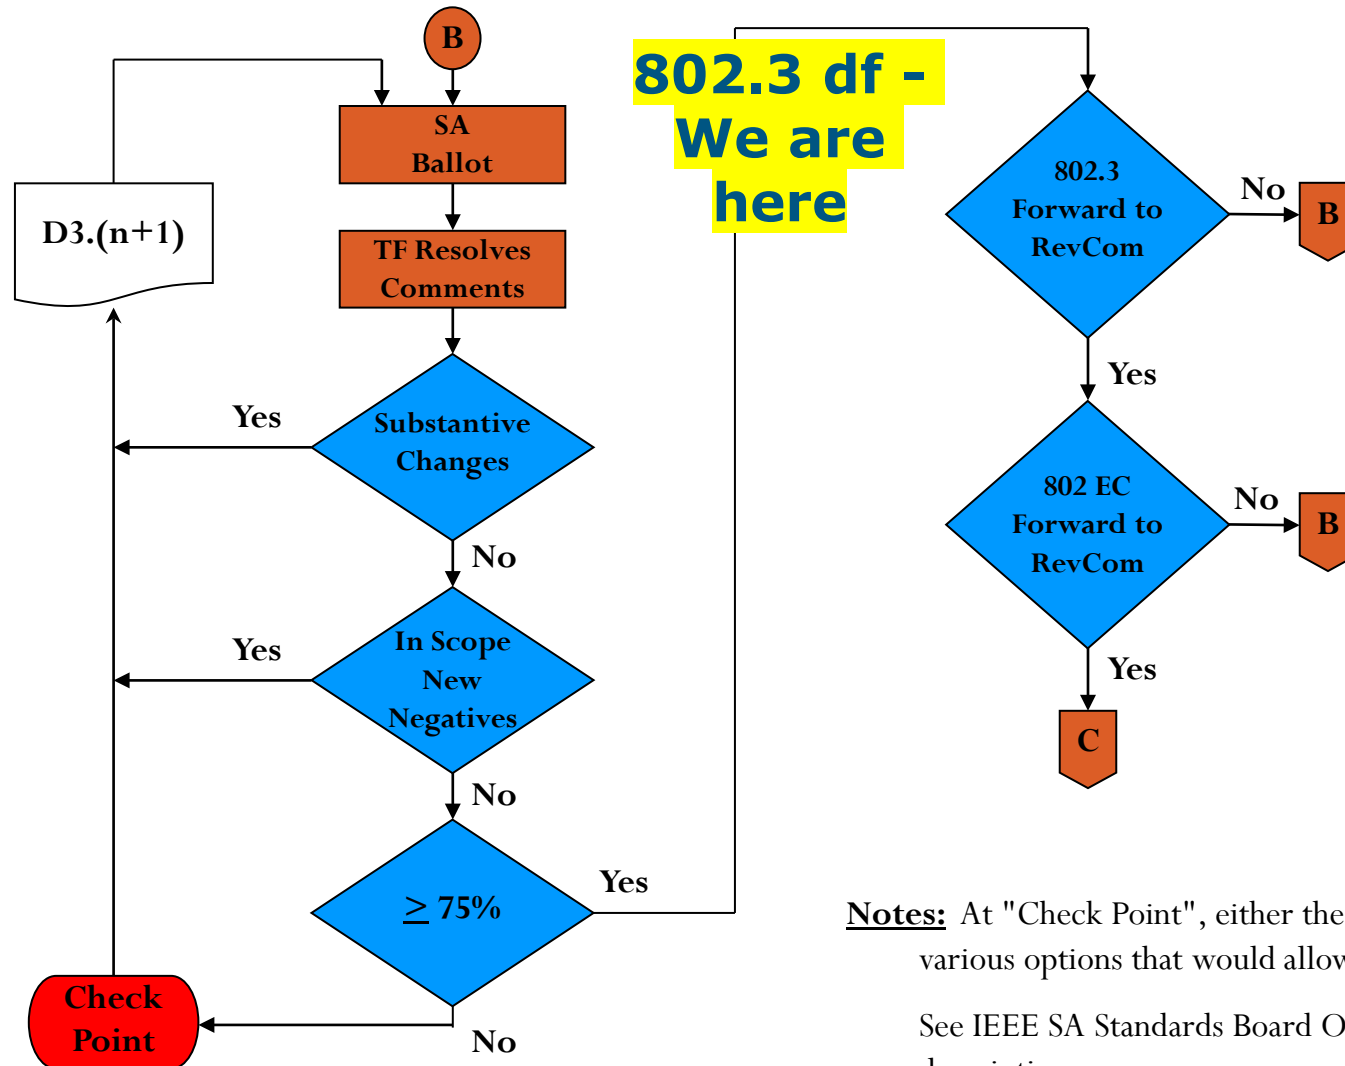 B
SA
Ballot
TF Resolves
Comments
D3.(n+1)
Substantive
Changes
Yes
No
In Scope
New
Negatives
Yes
No
≥ 75%
Yes
No
Check
Point
802.3 df -
We are
here
802.3
Forward to
RevCom
No
B
Yes
802 EC
Forward to
RevCom
No
B
Yes
C
Notes: At "Check Point", either the
various options that would allow
See IEEE SA Standards Board O